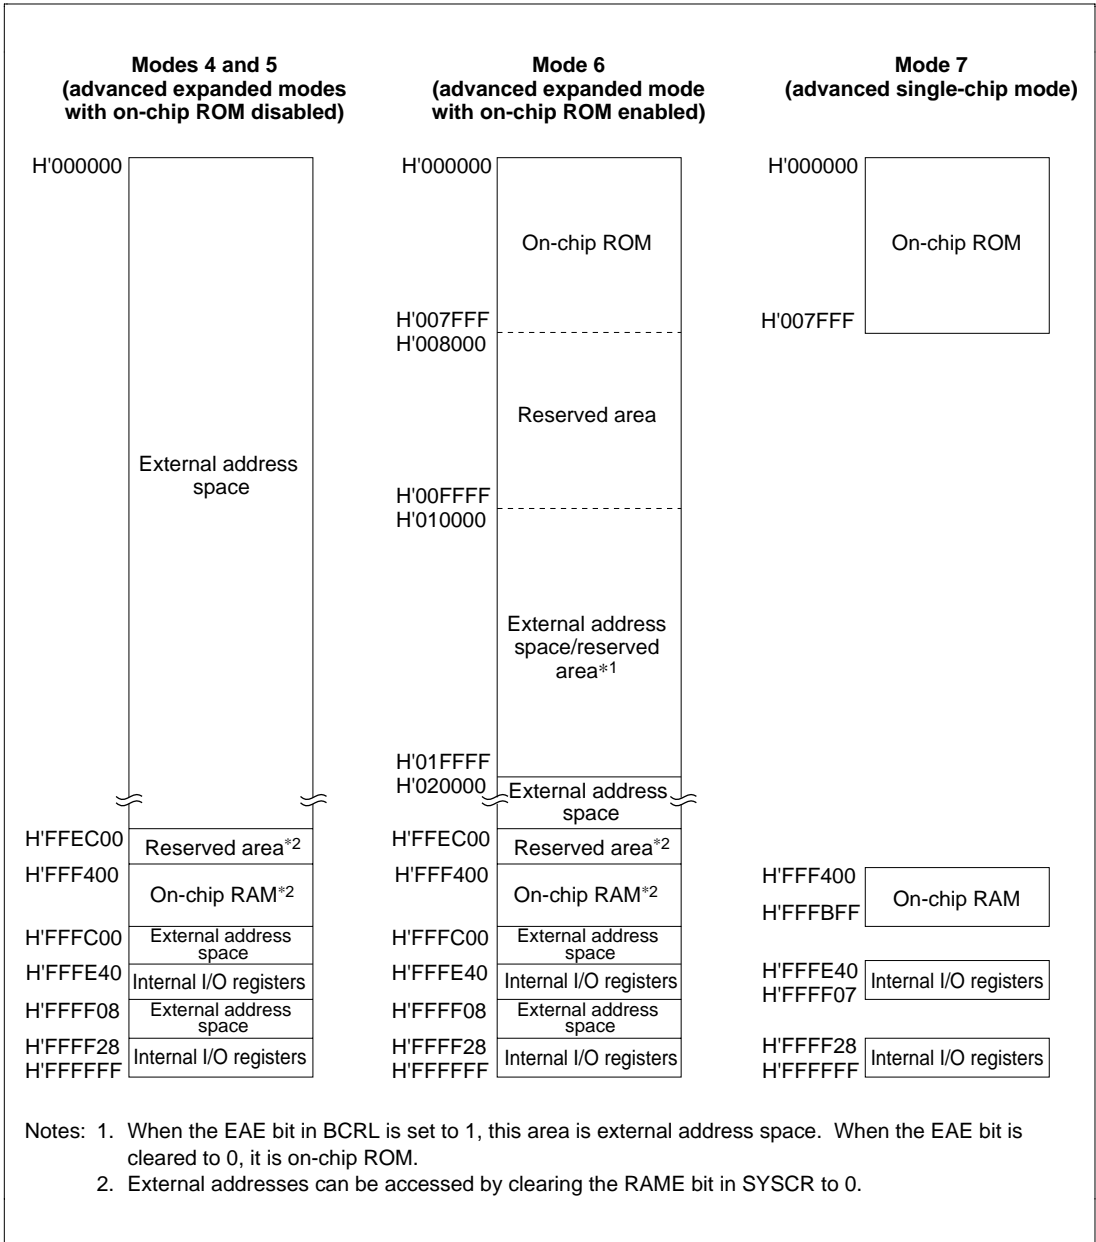 Modes 4 and 5
(advanced expanded modes
with on-chip ROM disabled)
H'000000
External address
space
H'FFEC00
Reserved area*2
H'FFF400
On-chip RAM*2
H'FFFC00
External address
space
H'FFFE40
Internal I/O registers
H'FFFF08
External address
space
H'FFFF28
Internal I/O registers
H'FFFFFF
Mode 6
(advanced expanded mode
with on-chip ROM enabled)
H'000000
On-chip ROM
H'007FFF
H'008000
Reserved area
H'00FFFF
H'010000
External address
space/reserved
area*1
H'01FFFF
H'020000
External address
space
H'FFEC00
Reserved area*2
H'FFF400
On-chip RAM*2
H'FFFC00
External address
space
H'FFFE40
Internal I/O registers
H'FFFF08
External address
space
H'FFFF28
Internal I/O registers
H'FFFFFF
Mode 7
(advanced single-chip mode)
H'000000
On-chip ROM
H'007FFF
H'FFF400
On-chip RAM
H'FFFBFF
H'FFFE40
Internal I/O registers
H'FFFF07
H'FFFF28
Internal I/O registers
H'FFFFFF
Notes: 1. When the EAE bit in BCRL is set to 1, this area is external address space. When the EAE bit is
cleared to 0, it is on-chip ROM.
2. External addresses can be accessed by clearing the RAME bit in SYSCR to 0.